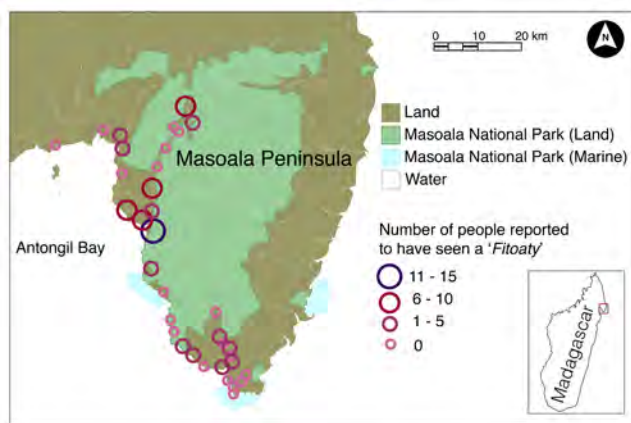 N
0 10 20 km
Land
Masoala National Park (Land)
Masoala National Park (Marine)
Water
Masoala Peninsula
Antongil Bay
Number of people reported
to have seen a ‘Fitoaty’
11 - 15
6 - 10
1 - 5
0
Madagascar